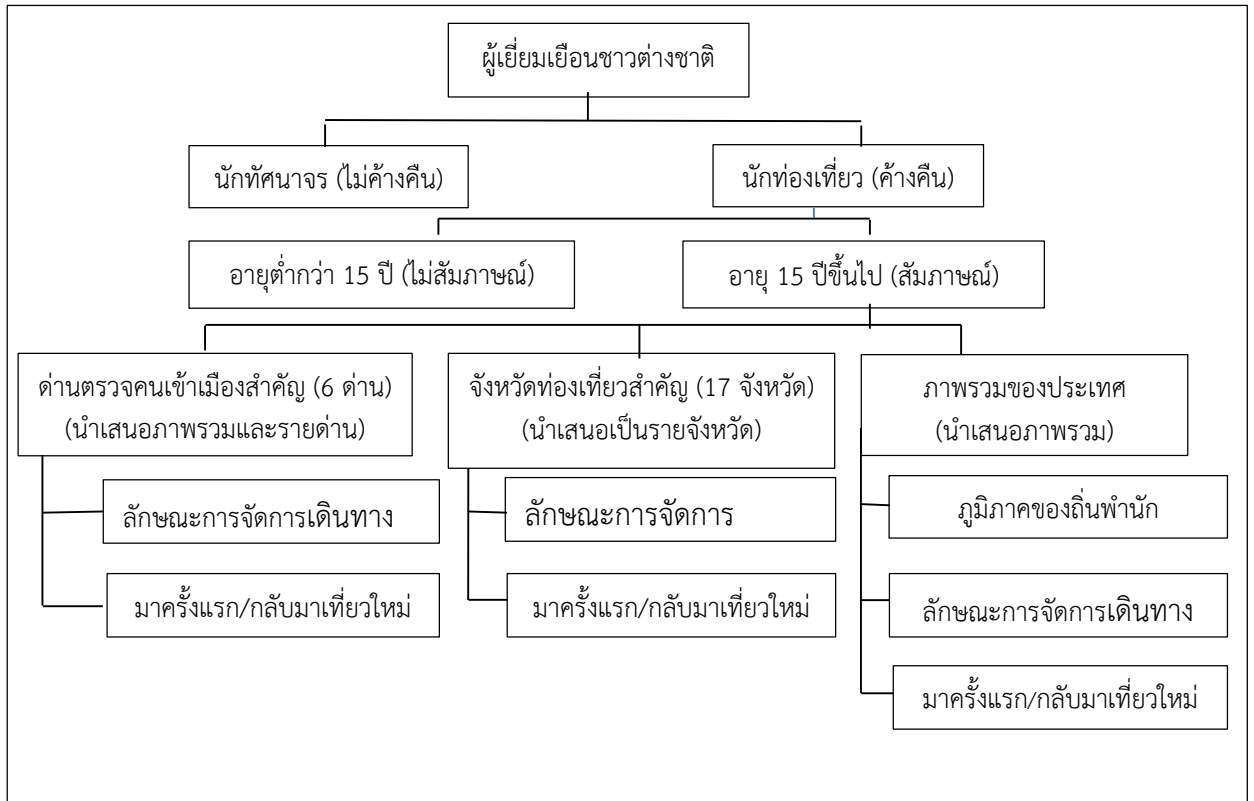 ผู้เยี่ยมเยือนชาวต่างชาติ
นักทัศนาจร (ไม่ค้างคืน)
นักท่องเที่ยว (ค้างคืน)
อายุต่ำกว่า 15 ปี (ไม่สัมภาษณ์)
อายุ 15 ปีขึ้นไป (สัมภาษณ์)
ด่านตรวจคนเข้าเมืองสำคัญ (6 ด่าน)
(นำเสนอภาพรวมและรายด่าน)
จังหวัดท่องเที่ยวสำคัญ (17 จังหวัด)
(นำเสนอเป็นรายจังหวัด)
ภาพรวมของประเทศ
(นำเสนอภาพรวม)
ลักษณะการจัดการเดินทาง
มาครั้งแรก/กลับมาเที่ยวใหม่
ลักษณะการจัดการ
มาครั้งแรก/กลับมาเที่ยวใหม่
ภูมิภาคของถิ่นพำนัก
ลักษณะการจัดการเดินทาง
มาครั้งแรก/กลับมาเที่ยวใหม่